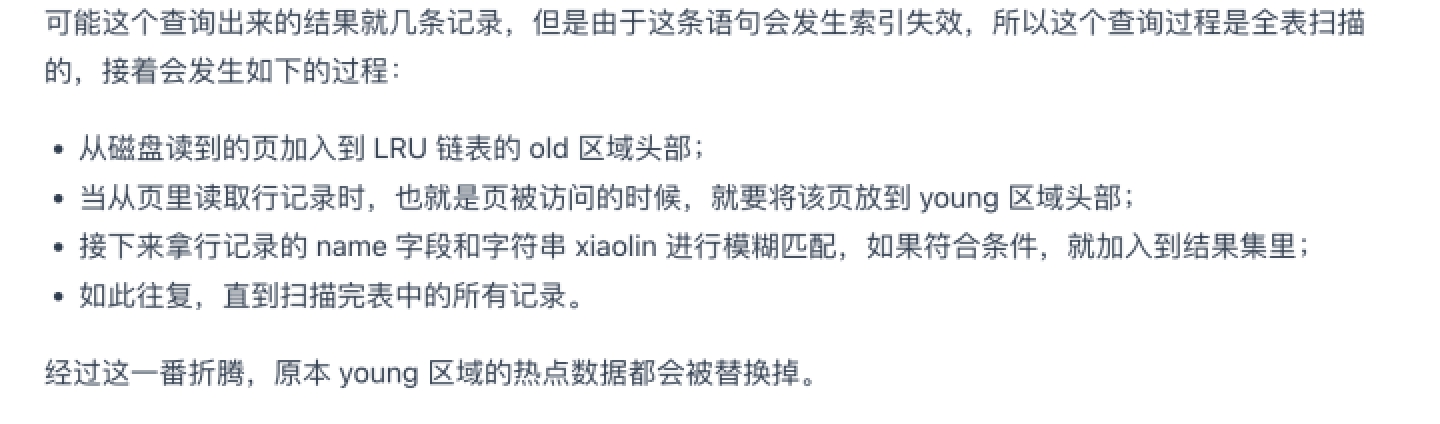 可能这个查询出来的结果就几条记录，但是由于这条语句会发生索引失效，所以这个查询过程是全表扫描
的，接着会发生如下的过程：
• 从磁盘读到的页加入到 LRU 链表的 old 区域头部；
• 当从页里读取行记录时，也就是页被访问的时候，就要将该页放到 young 区域头部；
• 接下来拿行记录的 name 字段和字符串 xiaolin 进行模糊匹配，如果符合条件，就加入到结果集里；
• 如此往复，直到扫描完表中的所有记录。
经过这一番折腾，原本 young 区域的热点数据都会被替换掉。